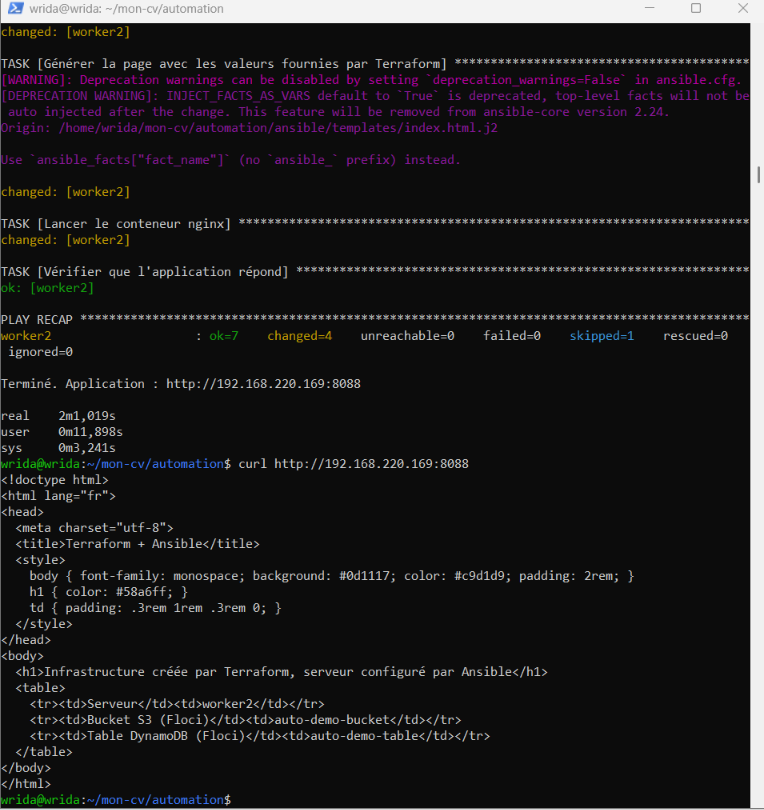 wrida@wrida: ~/mon-cv/automation
changed: [worker2]
TASK [Générer la page avec les valeurs fournies par Terraform] *****************************************
[WARNING]: Deprecation warnings can be disabled by setting `deprecation_warnings=False` in ansible.cfg.
[DEPRECATION WARNING]: INJECT_FACTS_AS_VARS default to `True` is deprecated, top-level facts will not be
 auto injected after the change. This feature will be removed from ansible-core version 2.24.
Origin: /home/wrida/mon-cv/automation/ansible/templates/index.html.j2
Use `ansible_facts["fact_name"]` (no `ansible_` prefix) instead.
changed: [worker2]
TASK [Lancer le conteneur nginx] ***********************************************************************
changed: [worker2]
TASK [Vérifier que l'application répond] ***************************************************************
ok: [worker2]
PLAY RECAP *********************************************************************************************
worker2                    : ok=7    changed=4    unreachable=0    failed=0    skipped=1    rescued=0
 ignored=0
Terminé. Application : http://192.168.220.169:8088
real    2m1,019s
user    0m11,898s
sys     0m3,241s
wrida@wrida:~/mon-cv/automation$ curl http://192.168.220.169:8088
<!doctype html>
<html lang="fr">
<head>
  <meta charset="utf-8">
  <title>Terraform + Ansible</title>
  <style>
    body { font-family: monospace; background: #0d1117; color: #c9d1d9; padding: 2rem; }
    h1 { color: #58a6ff; }
    td { padding: .3rem 1rem .3rem 0; }
  </style>
</head>
<body>
  <h1>Infrastructure créée par Terraform, serveur configuré par Ansible</h1>
  <table>
    <tr><td>Serveur</td><td>worker2</td></tr>
    <tr><td>Bucket S3 (Floci)</td><td>auto-demo-bucket</td></tr>
    <tr><td>Table DynamoDB (Floci)</td><td>auto-demo-table</td></tr>
  </table>
</body>
</html>
wrida@wrida:~/mon-cv/automation$